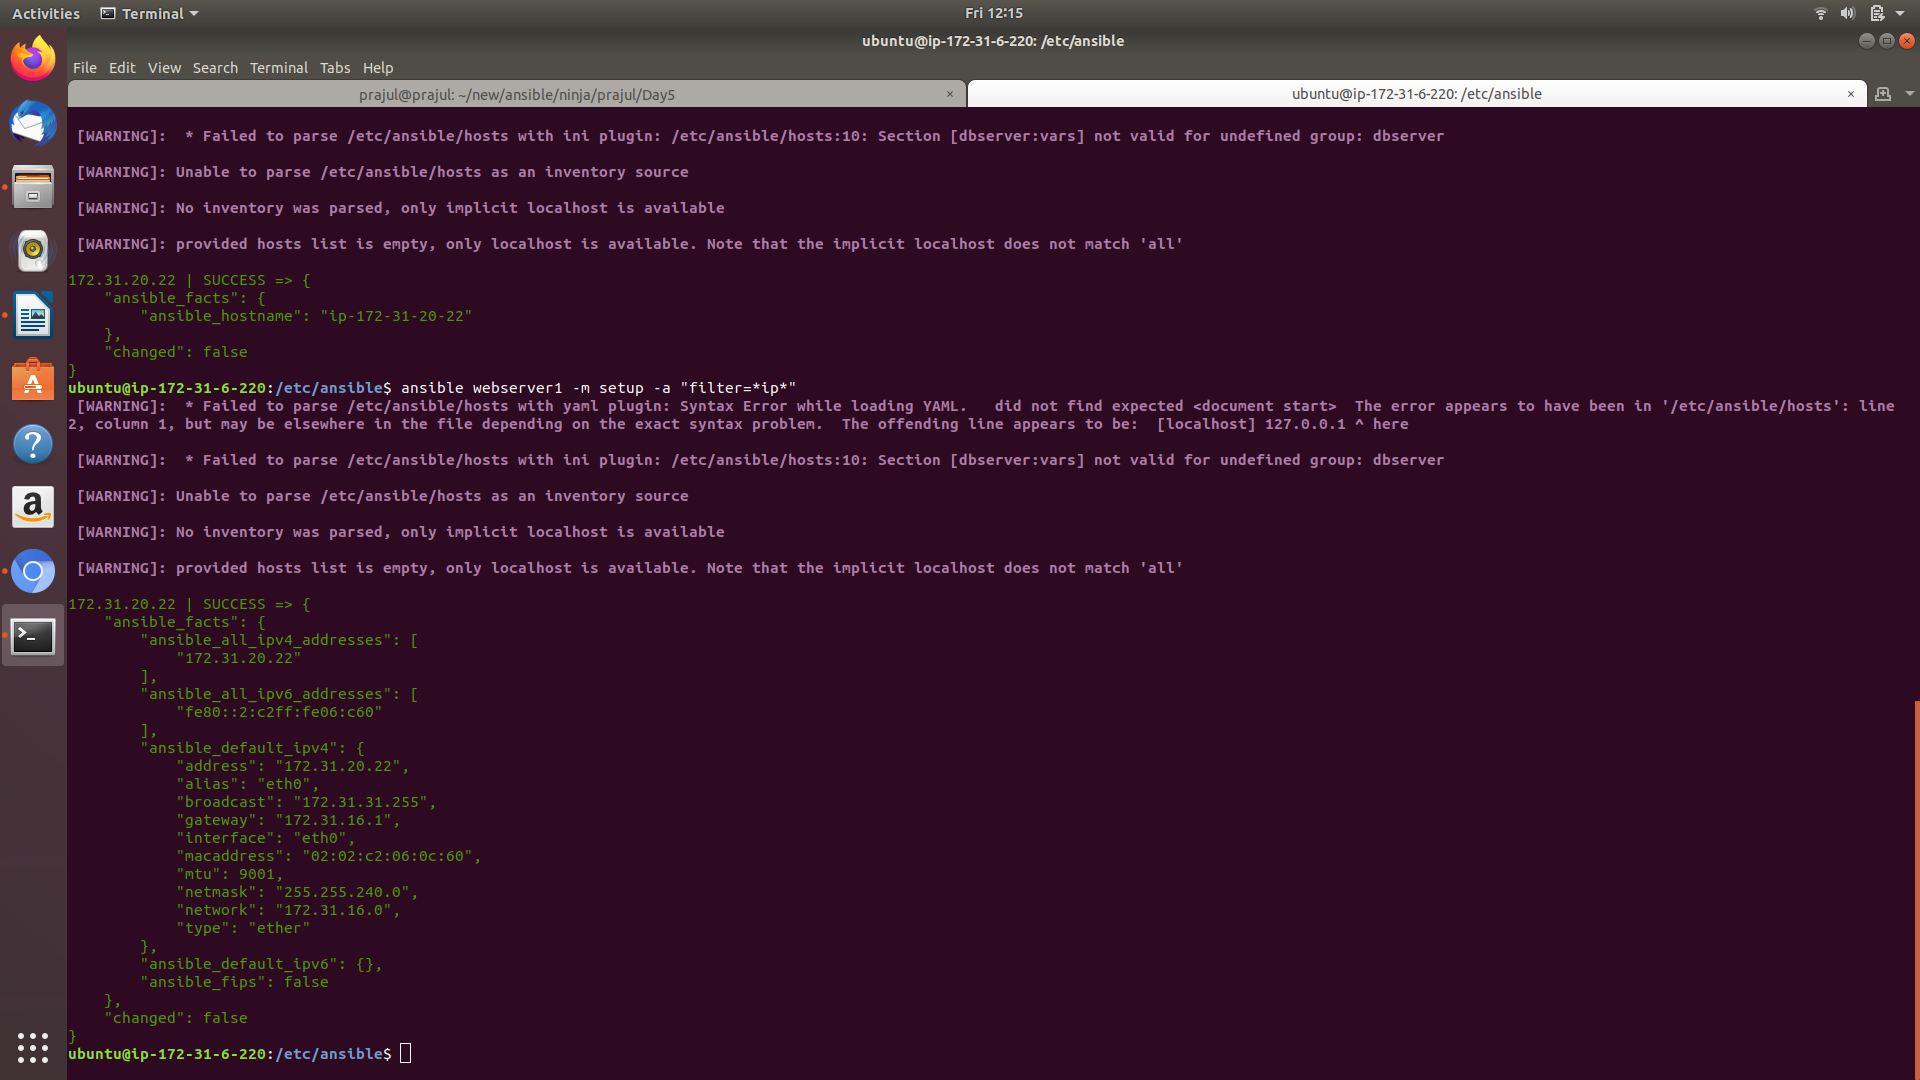 Activities Terminal Fri 12:15
ubuntu@ip-172-31-6-220: /etc/ansible
File Edit View Search Terminal Tabs Help
prajul@prajul: ~/new/ansible/ninja/prajul/Day5 × ubuntu@ip-172-31-6-220: /etc/ansible ×
[WARNING]:  * Failed to parse /etc/ansible/hosts with ini plugin: /etc/ansible/hosts:10: Section [dbserver:vars] not valid for undefined group: dbserver
[WARNING]: Unable to parse /etc/ansible/hosts as an inventory source
[WARNING]: No inventory was parsed, only implicit localhost is available
[WARNING]: provided hosts list is empty, only localhost is available. Note that the implicit localhost does not match 'all'
172.31.20.22 | SUCCESS => {
    "ansible_facts": {
        "ansible_hostname": "ip-172-31-20-22"
    },
    "changed": false
}
ubuntu@ip-172-31-6-220:/etc/ansible$ ansible webserver1 -m setup -a "filter=*ip*"
 [WARNING]:  * Failed to parse /etc/ansible/hosts with yaml plugin: Syntax Error while loading YAML.   did not find expected <document start>  The error appears to have been in '/etc/ansible/hosts': line
2, column 1, but may be elsewhere in the file depending on the exact syntax problem.  The offending line appears to be:  [localhost] 127.0.0.1 ^ here
 [WARNING]:  * Failed to parse /etc/ansible/hosts with ini plugin: /etc/ansible/hosts:10: Section [dbserver:vars] not valid for undefined group: dbserver
 [WARNING]: Unable to parse /etc/ansible/hosts as an inventory source
 [WARNING]: No inventory was parsed, only implicit localhost is available
 [WARNING]: provided hosts list is empty, only localhost is available. Note that the implicit localhost does not match 'all'
172.31.20.22 | SUCCESS => {
    "ansible_facts": {
        "ansible_all_ipv4_addresses": [
            "172.31.20.22"
        ],
        "ansible_all_ipv6_addresses": [
            "fe80::2:c2ff:fe06:c60"
        ],
        "ansible_default_ipv4": {
            "address": "172.31.20.22",
            "alias": "eth0",
            "broadcast": "172.31.31.255",
            "gateway": "172.31.16.1",
            "interface": "eth0",
            "macaddress": "02:02:c2:06:0c:60",
            "mtu": 9001,
            "netmask": "255.255.240.0",
            "network": "172.31.16.0",
            "type": "ether"
        },
        "ansible_default_ipv6": {},
        "ansible_fips": false
    },
    "changed": false
}
ubuntu@ip-172-31-6-220:/etc/ansible$